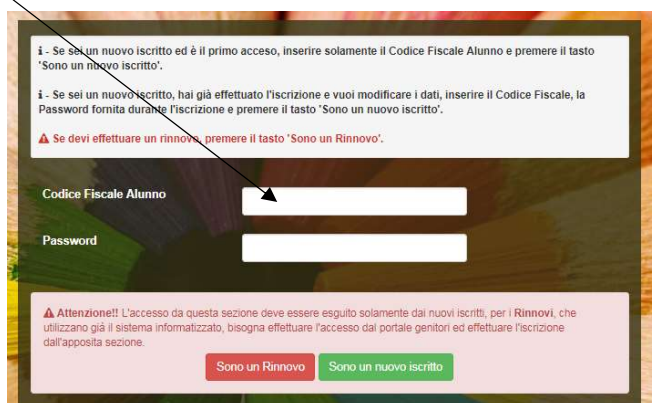 i - Se sei un nuovo iscritto ed è il primo accesso, inserire solamente il Codice Fiscale Alunno e premere il tasto
'Sono un nuovo iscritto'.
i - Se sei un nuovo iscritto, hai già effettuato l'iscrizione e vuoi modificare i dati, inserire il Codice Fiscale, la
Password fornita durante l'iscrizione e premere il tasto 'Sono un nuovo iscritto'.
Se devi effettuare un rinnovo, premere il tasto 'Sono un Rinnovo'.
Codice Fiscale Alunno
Password
Attenzione!! L'accesso da questa sezione deve essere esguito solamente dai nuovi iscritti, per i Rinnovi, che
utilizzano giá il sistema informatizzato, bisogna effettuare l'accesso dal portale genitori ed effettuare l'iscrizione
dall'apposita sezione.
Sono un Rinnovo Sono un nuovo iscritto